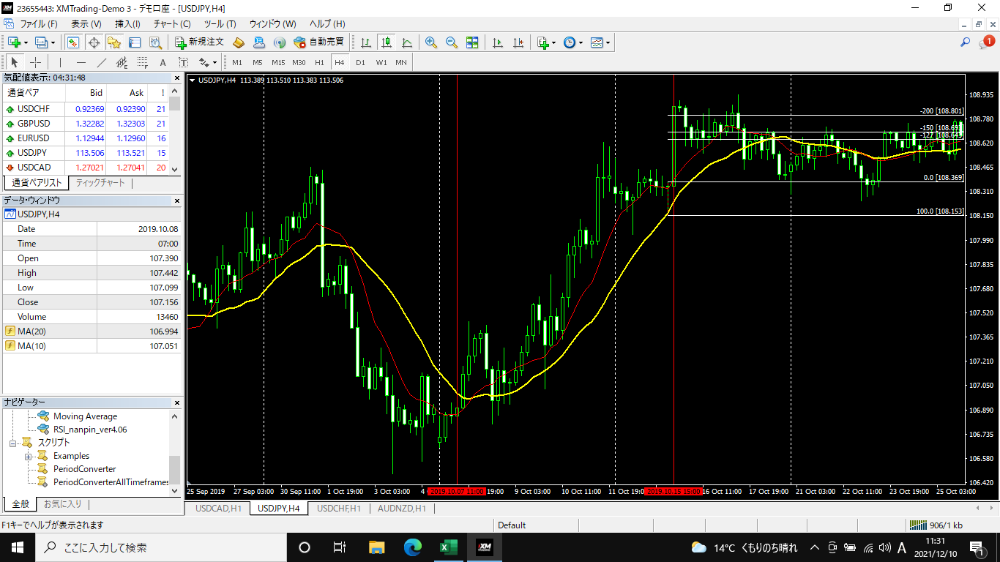 23655443: XMTrading-Demo 3 - デモ口座 - [USDJPY,H4]
ファイル (F) 表示 (V) 挿入(I) チャート (C) ツール (T) ウィンドウ (W) ヘルプ (H)
新規注文 自動売買 1
A T M1 M5 M15 M30 H1 H4 D1 W1 MN
気配値表示: 04:31:48
通貨ペア Bid Ask !
USDCHF 0.92369 0.92390 21
GBPUSD 1.32282 1.32303 21
EURUSD 1.12944 1.12960 16
USDJPY 113.506 113.521 15
USDCAD 1.27021 1.27041 20
通貨ペアリスト ティックチャート
データ・ウィンドウ
USDJPY,H4
Date 2019.10.08
Time 07:00
Open 107.390
High 107.442
Low 107.099
Close 107.156
Volume 13460
MA(20) 106.994
MA(10) 107.051
ナビゲーター
Moving Average
RSI_nanpin_ver4.06
スクリプト
Examples
PeriodConverter
PeriodConverterAllTimeframes
全般 お気に入り
USDJPY,H4 113.389 113.510 113.383 113.506
-200 [108.801]
-150 [108.693]
0.0 [108.369]
100.0 [108.153]
108.935
108.780
108.620
108.465
108.310
108.150
107.990
107.835
107.680
107.520
107.365
107.210
107.050
106.890
106.735
106.580
106.420
25 Sep 2019 27 Sep 03:00 30 Sep 11:00 1 Oct 19:00 3 Oct 03:00 4 2019.10.07 11:00 19:00 9 Oct 03:00 10 Oct 11:00 11 Oct 19:00 2019.10.15 15:00 16 Oct 11:00 17 Oct 19:00 21 Oct 03:00 22 Oct 11:00 23 Oct 19:00 25 Oct 03:00
USDCAD,H1 USDJPY,H4 USDCHF,H1 AUDNZD,H1
F1キーでヘルプが表示されます Default 906/1 kb
ここに入力して検索 XM 14°C くもりのち晴れ A 11:31
2021/12/10 1